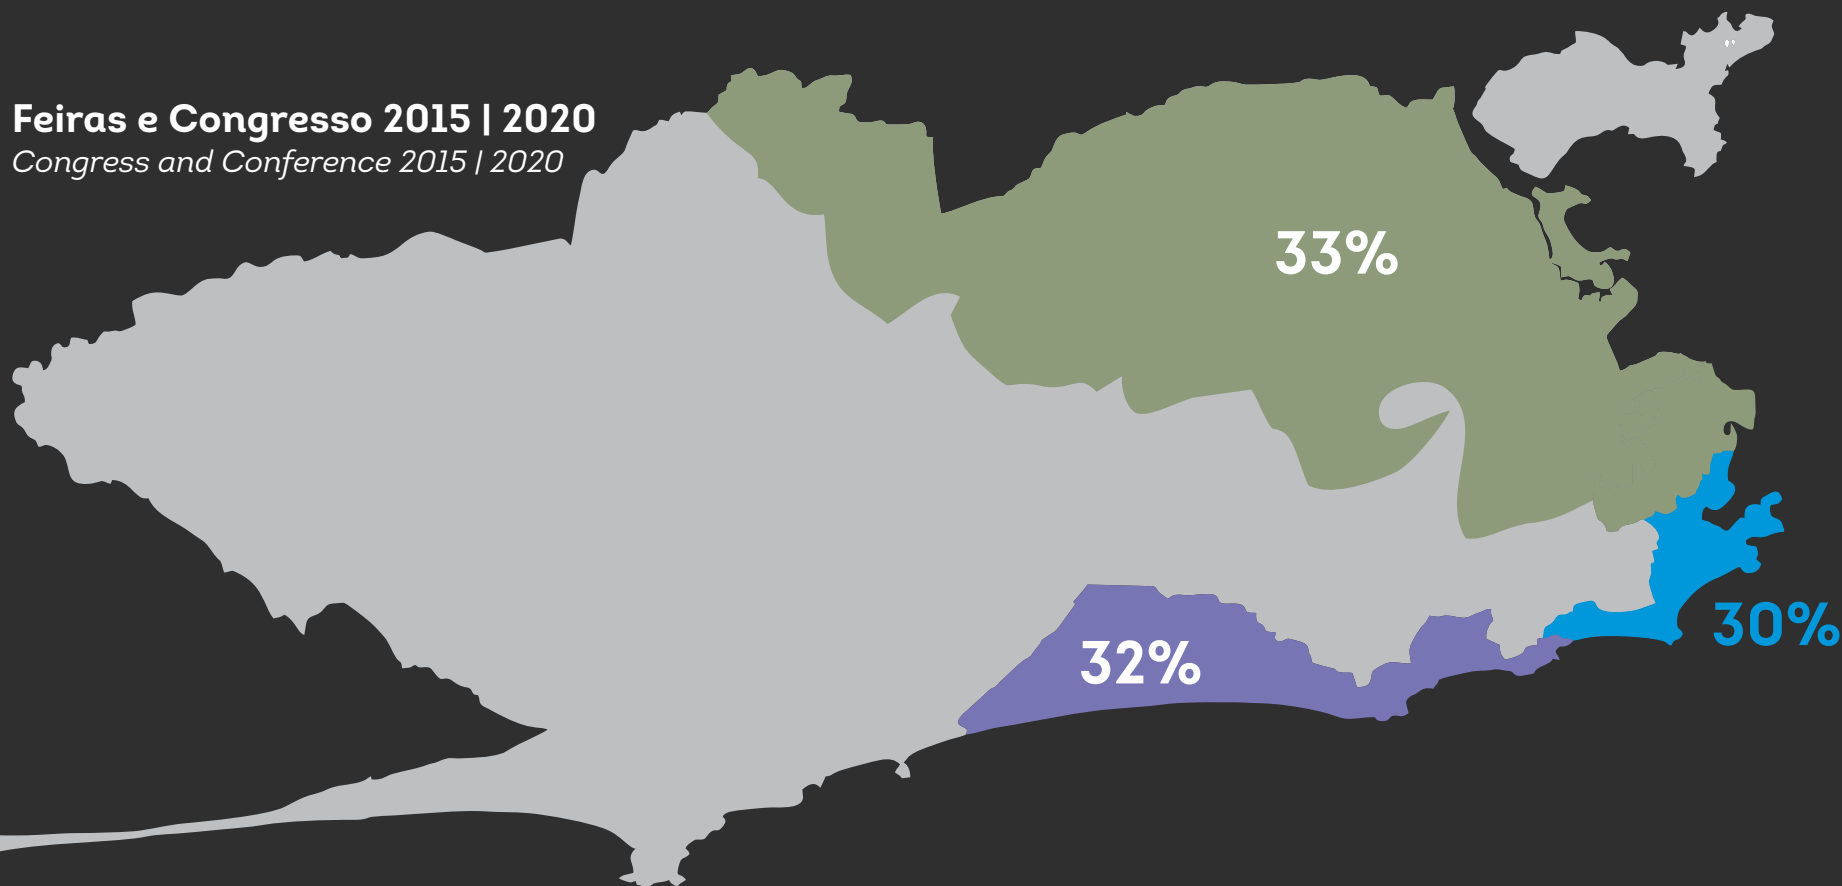 Feiras e Congresso 2015 | 2020
Congress and Conference 2015 | 2020
33%
30%
32%